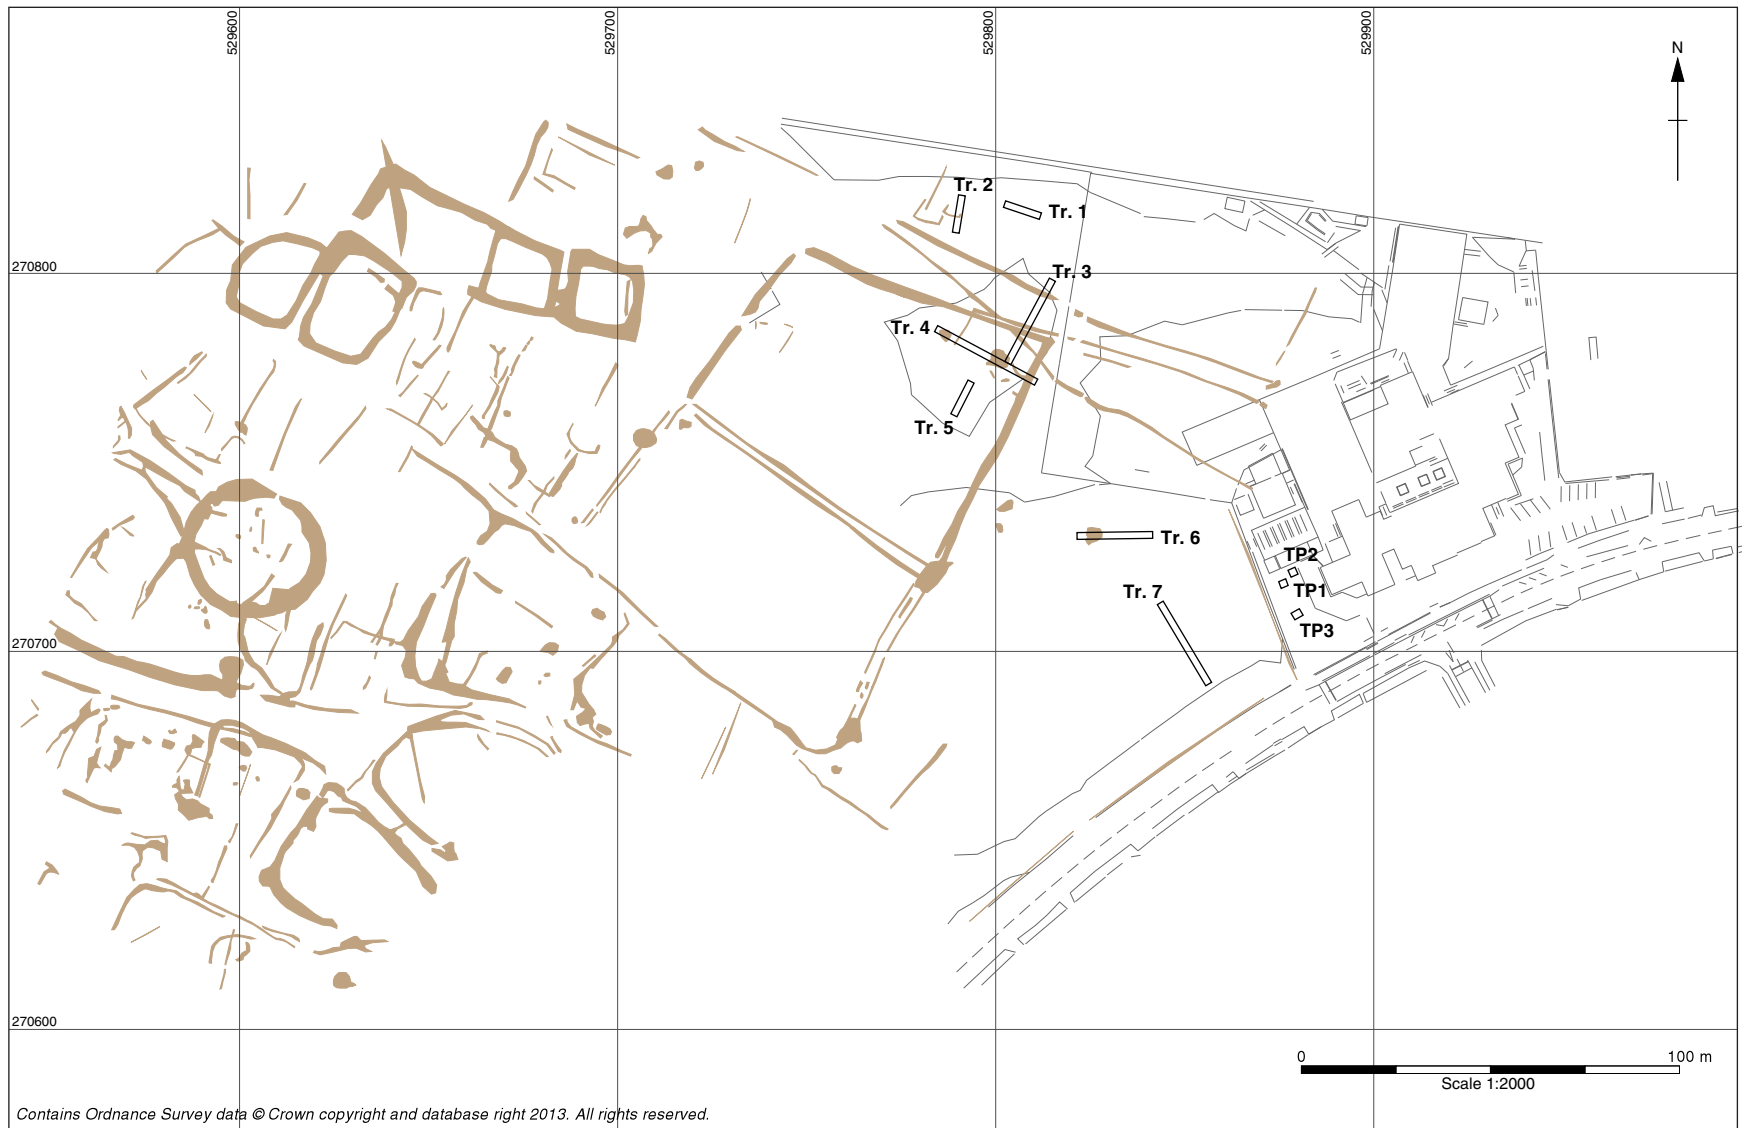 529600
529700
529800
529900
N
Tr. 2
Tr. 1
270800
Tr. 3
Tr. 4
Tr. 5
Tr. 6
TP2
Tr. 7
TP1
TP3
270700
270600
0
100 m
Scale 1:2000
Contains Ordnance Survey data © Crown copyright and database right 2013. All rights reserved.